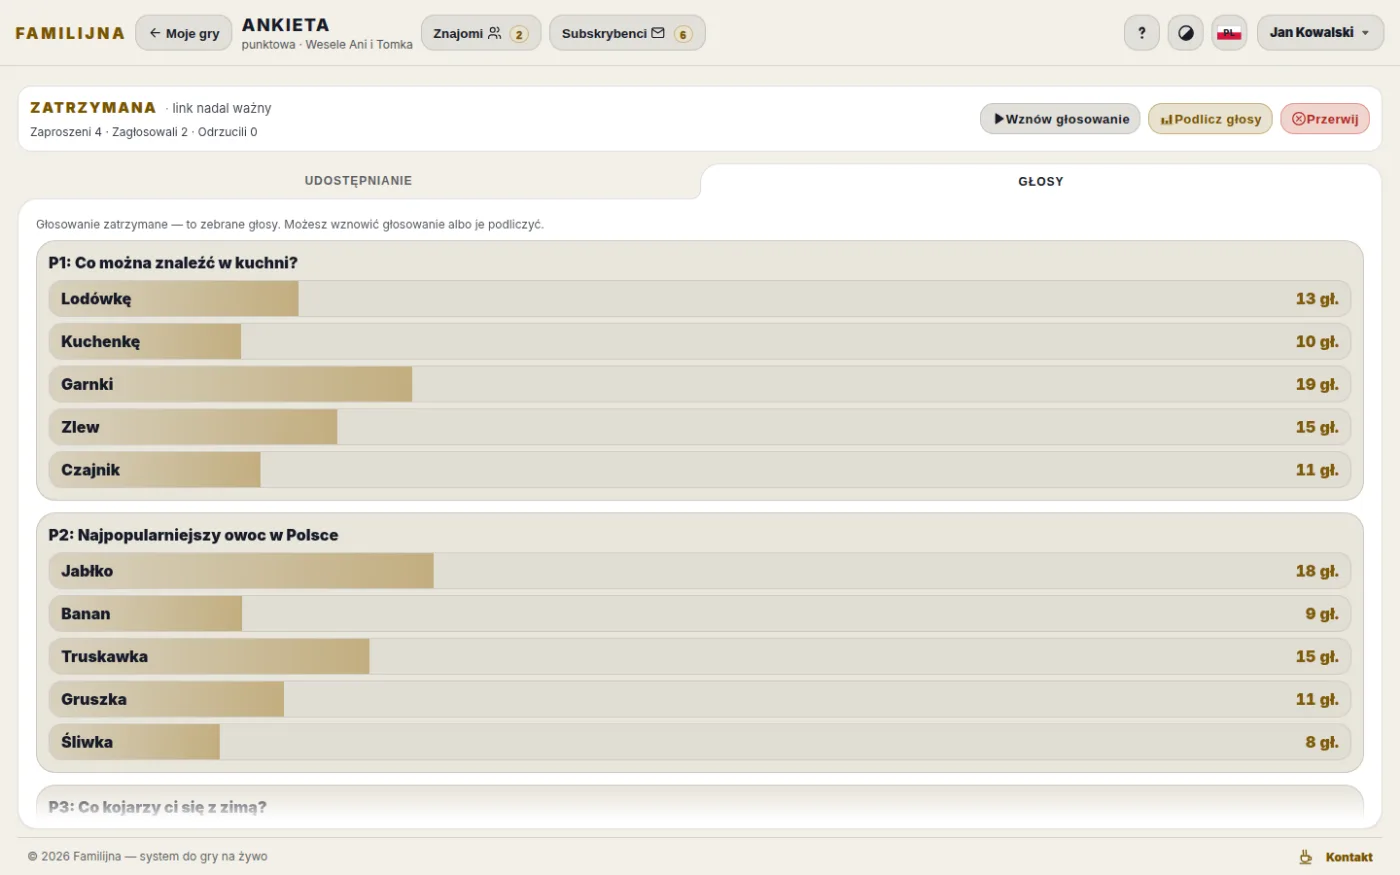 FAMILIJNA
← Moje gry
ANKIETA
punktowa · Wesele Ani i Tomka
Znajomi 2
Subskrybenci 6
?
PL
Jan Kowalski
ZATRZYMANA · link nadal ważny
Zaproszeni 4 · Zagłosowali 2 · Odrzucili 0
Wznów głosowanie
Podlicz głosy
Przerwij
UDOSTĘPNIANIE
GŁOSY
Głosowanie zatrzymane — to zebrane głosy. Możesz wznowić głosowanie albo je podliczyć.
P1: Co można znaleźć w kuchni?
Lodówkę 13 gł.
Kuchenkę 10 gł.
Garnki 19 gł.
Zlew 15 gł.
Czajnik 11 gł.
P2: Najpopularniejszy owoc w Polsce
Jabłko 18 gł.
Banan 9 gł.
Truskawka 15 gł.
Gruszka 11 gł.
Śliwka 8 gł.
P3: Co kojarzy ci się z zimą?
© 2026 Familijna — system do gry na żywo
Kontakt